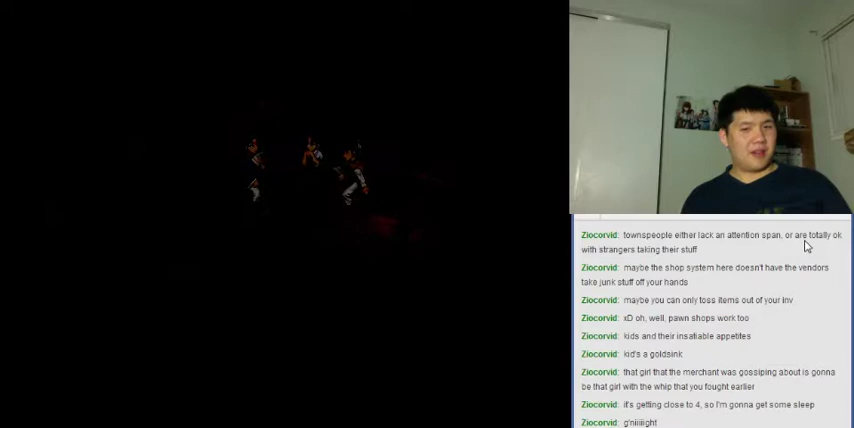 Ziocorvid: townspeople either lack an attention span, or are totally ok
with strangers taking their stuff
Ziocorvid: maybe the shop system here doesn't have the vendors
take junk stuff off your hands
Ziocorvid: maybe you can only toss items out of your inv
Ziocorvid: xD oh, well, pawn shops work too
Ziocorvid: kids and their insatiable appetites
Ziocorvid: kid's a goldsink
Ziocorvid: that girl that the merchant was gossiping about is gonna
be that girl with the whip that you fought earlier
Ziocorvid: it's getting close to 4, so I'm gonna get some sleep
Ziocorvid: g'niiiiight